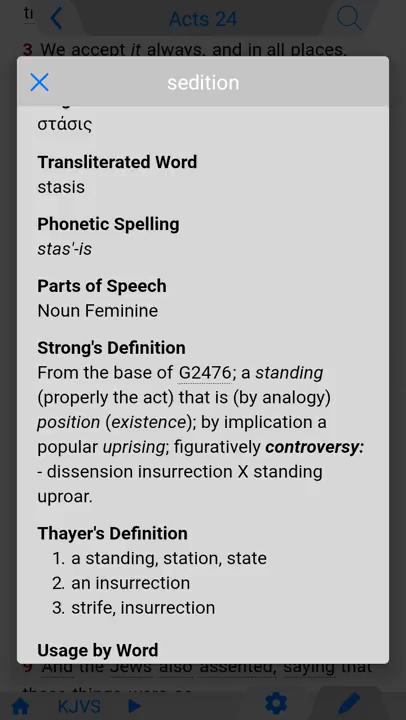 Acts 24
3 We accept it always, and in all places,
sedition
στάσις
Transliterated Word
stasis
Phonetic Spelling
stas'-is
Parts of Speech
Noun Feminine
Strong's Definition
From the base of G2476; a standing
(properly the act) that is (by analogy)
position (existence); by implication a
popular uprising; figuratively controversy:
- dissension insurrection X standing
uproar.
Thayer's Definition
1. a standing, station, state
2. an insurrection
3. strife, insurrection
Usage by Word
9 And the Jews also assented, saying that
these things were so.
KJVS